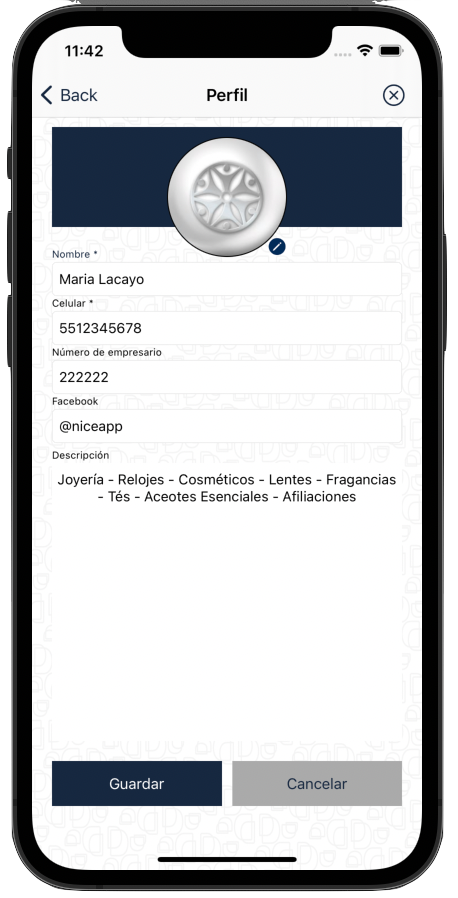 11:42
Back
Perfil
Nombre *
Maria Lacayo
Celular *
5512345678
Número de empresario
222222
Facebook
@niceapp
Descripción
Joyería - Relojes - Cosméticos - Lentes - Fragancias
- Tés - Aceotes Esenciales - Afiliaciones
Guardar
Cancelar